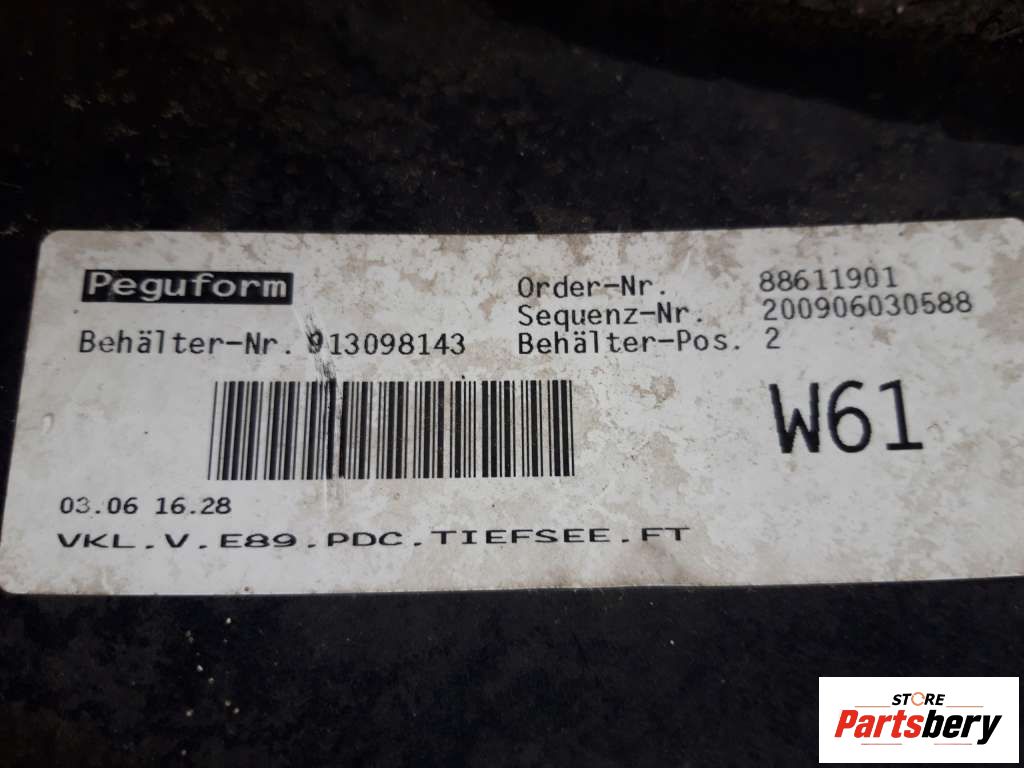 Peguform
Order-Nr. 88611901
Sequenz-Nr. 200906030588
Behälter-Nr. 913098143 Behälter-Pos. 2
W61
03.06 16.28
VKL.V.E89.PDC.TIEFSEE.FT
STORE
Partsbery